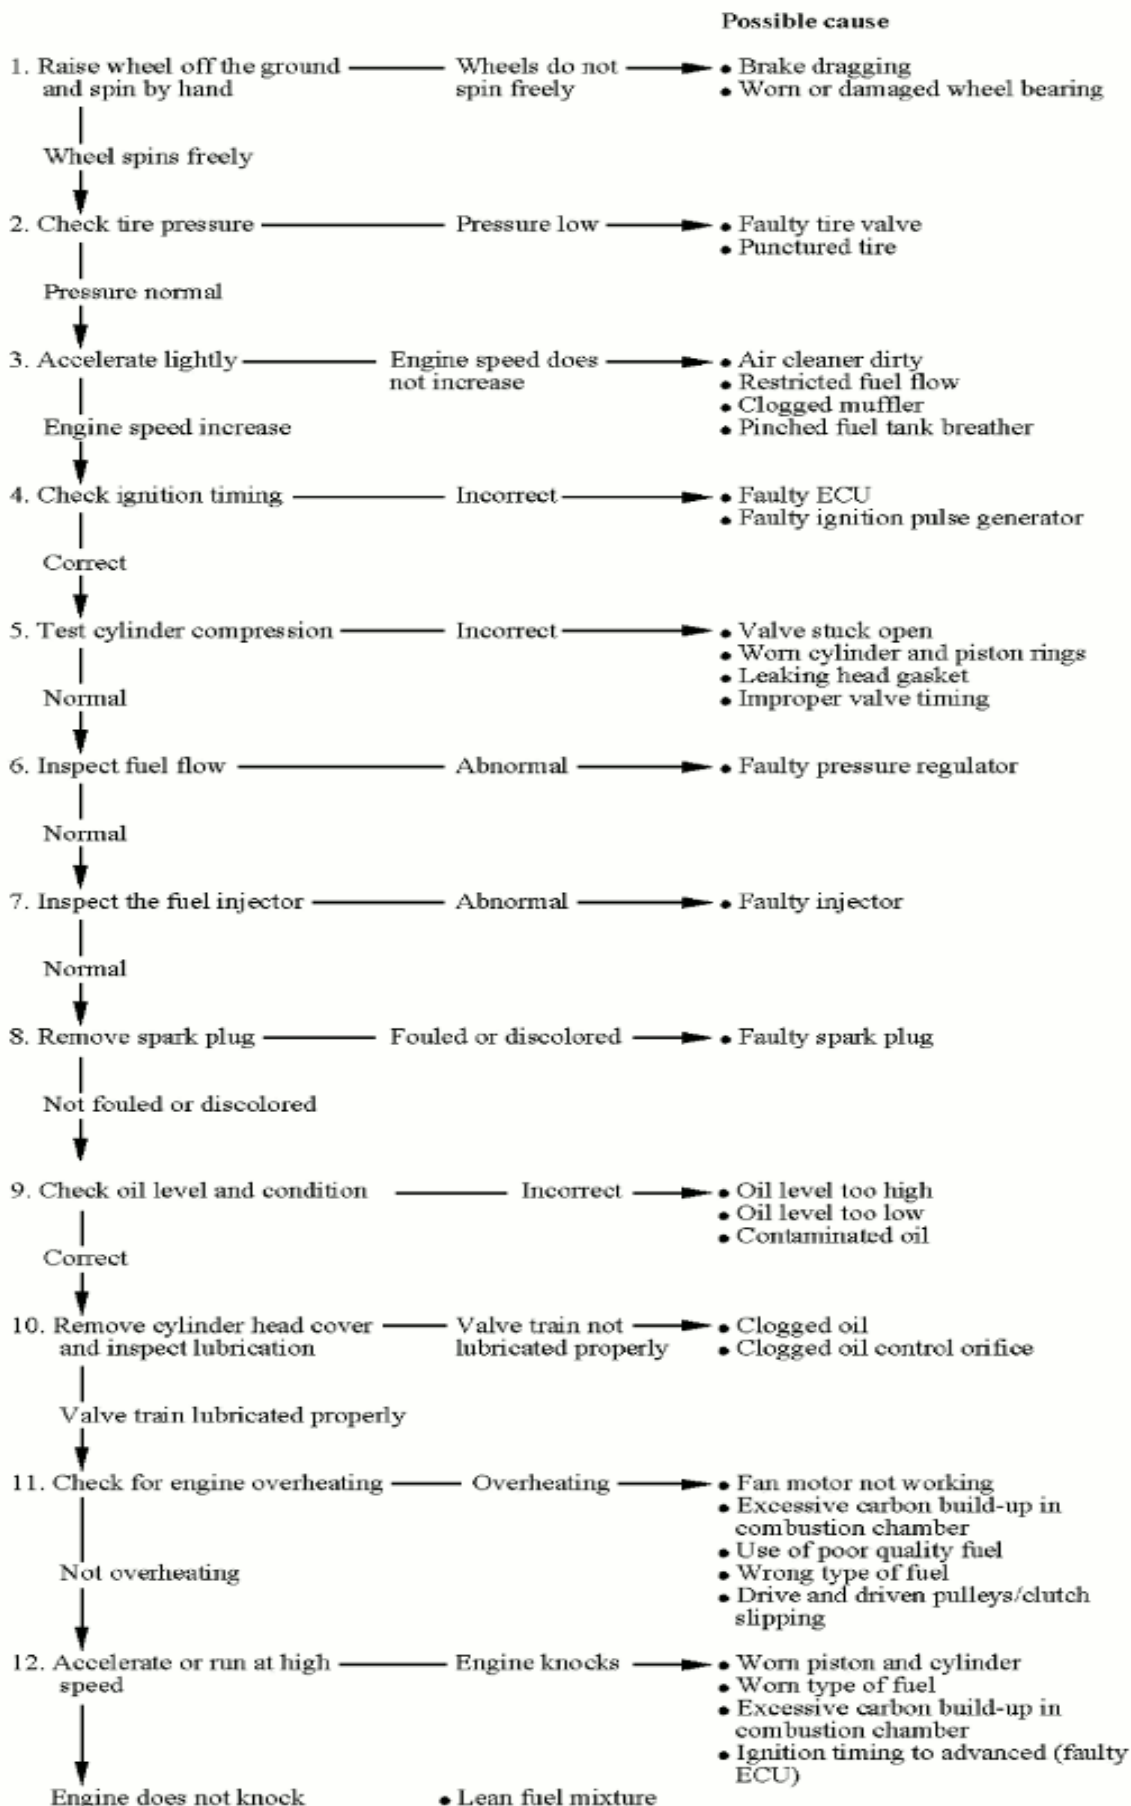 Possible cause
1. Raise wheel off the ground Wheels do not • Brake dragging
and spin by hand spin freely • Worn or damaged wheel bearing
Wheel spins freely
2. Check tire pressure Pressure low • Faulty tire valve
• Punctured tire
Pressure normal
3. Accelerate lightly Engine speed does • Air cleaner dirty
not increase • Restricted fuel flow
• Clogged muffler
Engine speed increase • Pinched fuel tank breather
4. Check ignition timing Incorrect • Faulty ECU
• Faulty ignition pulse generator
Correct
5. Test cylinder compression Incorrect • Valve stuck open
• Worn cylinder and piston rings
• Leaking head gasket
Normal • Improper valve timing
6. Inspect fuel flow Abnormal • Faulty pressure regulator
Normal
7. Inspect the fuel injector Abnormal • Faulty injector
Normal
8. Remove spark plug Fouled or discolored • Faulty spark plug
Not fouled or discolored
9. Check oil level and condition Incorrect • Oil level too high
• Oil level too low
Correct • Contaminated oil
10. Remove cylinder head cover Valve train not • Clogged oil
and inspect lubrication lubricated properly • Clogged oil control orifice
Valve train lubricated properly
11. Check for engine overheating Overheating • Fan motor not working
• Excessive carbon build-up in
combustion chamber
• Use of poor quality fuel
Not overheating • Wrong type of fuel
• Drive and driven pulleys/clutch
slipping
12. Accelerate or run at high Engine knocks • Worn piston and cylinder
speed • Worn type of fuel
• Excessive carbon build-up in
combustion chamber
• Ignition timing to advanced (faulty
ECU)
Engine does not knock • Lean fuel mixture